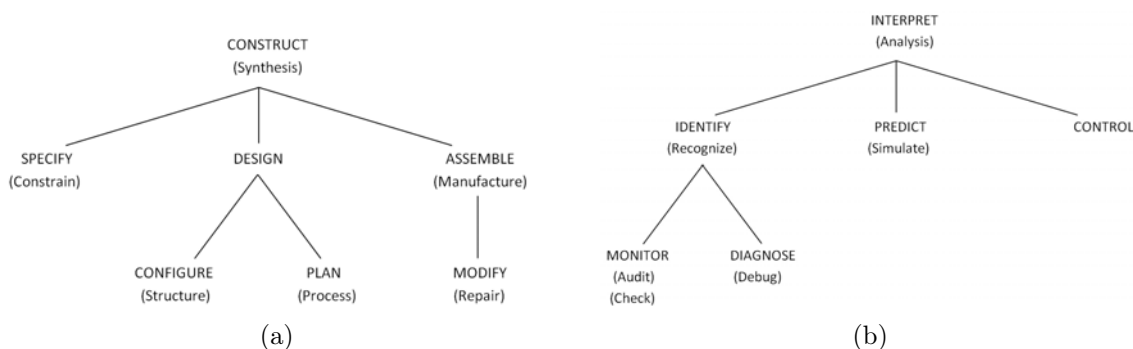 CONSTRUCT
(Synthesis)
SPECIFY
(Constrain)
DESIGN
ASSEMBLE
(Manufacture)
CONFIGURE
(Structure)
PLAN
(Process)
MODIFY
(Repair)
(a)
INTERPRET
(Analysis)
IDENTIFY
(Recognize)
PREDICT
(Simulate)
CONTROL
MONITOR
(Audit)
(Check)
DIAGNOSE
(Debug)
(b)